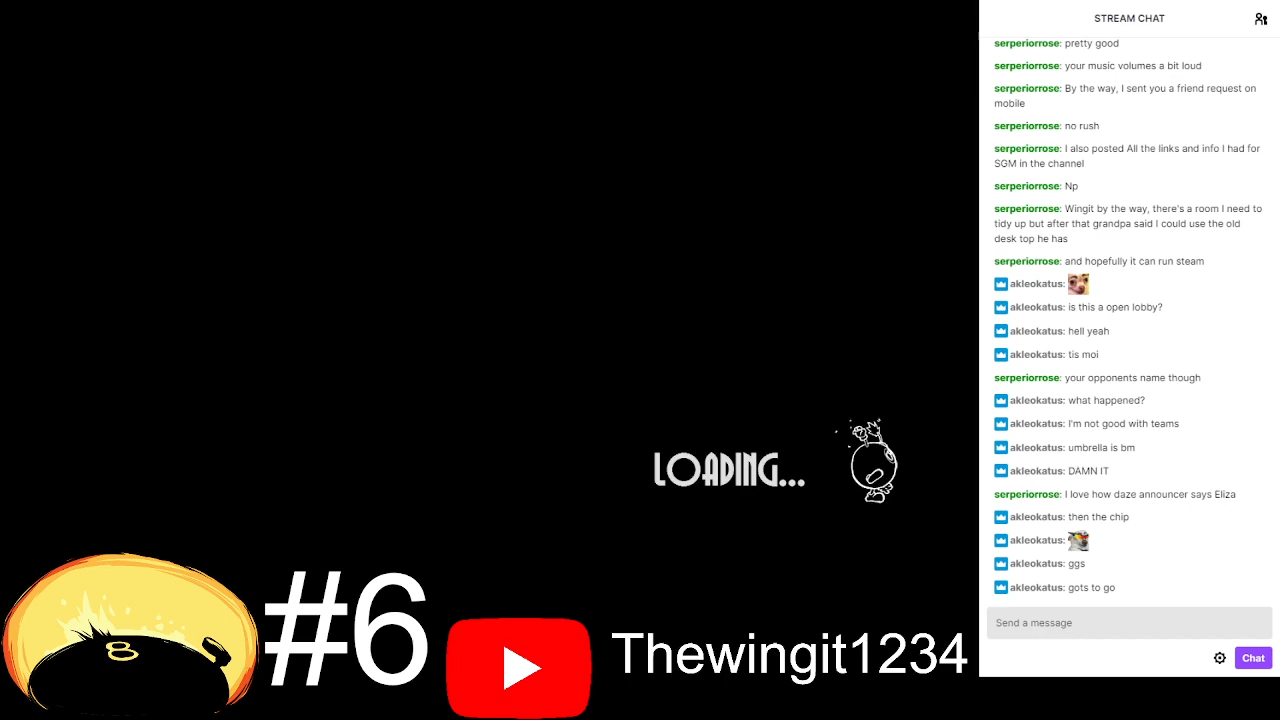 STREAM CHAT
serperiorrose: pretty good
serperiorrose: your music volumes a bit loud
serperiorrose: By the way, I sent you a friend request on
mobile
serperiorrose: no rush
serperiorrose: I also posted All the links and info I had for
SGM in the channel
serperiorrose: Np
serperiorrose: Wingit by the way, there's a room I need to
tidy up but after that grandpa said I could use the old
desk top he has
serperiorrose: and hopefully it can run steam
akleokatus:
akleokatus: is this a open lobby?
akleokatus: hell yeah
akleokatus: tis moi
serperiorrose: your opponents name though
akleokatus: what happened?
akleokatus: I'm not good with teams
akleokatus: umbrella is bm
akleokatus: DAMN IT
serperiorrose: I love how daze announcer says Eliza
akleokatus: then the chip
akleokatus:
akleokatus: ggs
akleokatus: gots to go
Send a message
Chat
LOADING...
8
#6
Thewingit1234